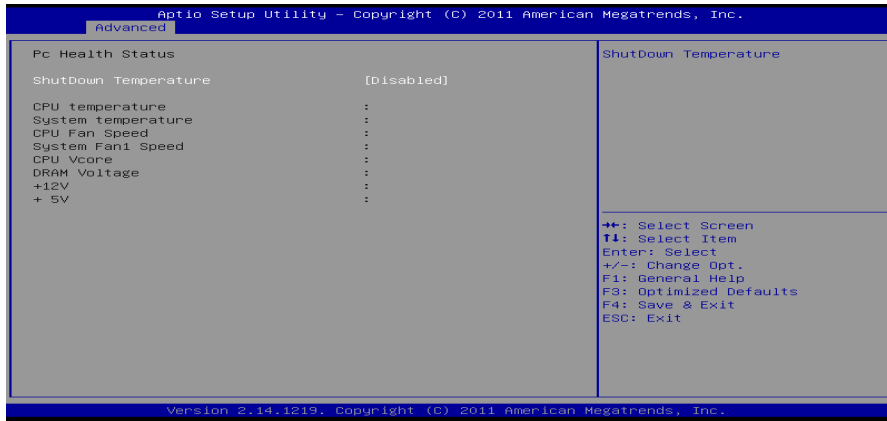 Aptio Setup Utility - Copyright (C) 2011 American Megatrends, Inc.
Advanced
Pc Health Status
ShutDown Temperature [Disabled]
CPU temperature :
System temperature :
CPU Fan Speed :
System Fan1 Speed :
CPU Vcore :
DRAM Voltage :
+12V :
+ 5V :
ShutDown Temperature
→←: Select Screen
↑↓: Select Item
Enter: Select
+/-: Change Opt.
F1: General Help
F3: Optimized Defaults
F4: Save & Exit
ESC: Exit
Version 2.14.1219. Copyright (C) 2011 American Megatrends, Inc.